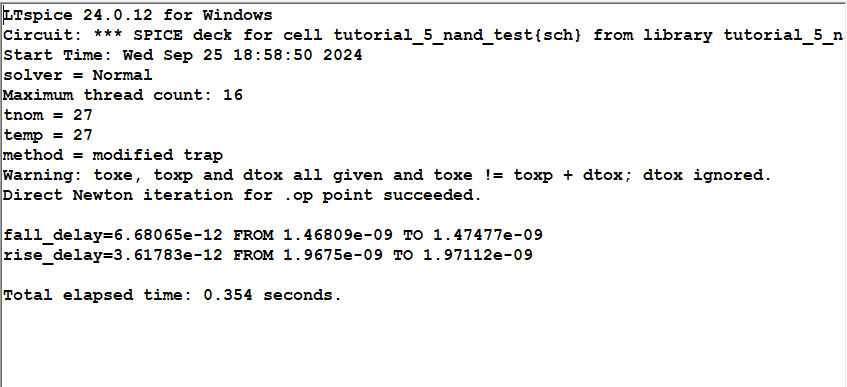 LTspice 24.0.12 for Windows
Circuit: *** SPICE deck for cell tutorial_5_nand_test{sch} from library tutorial_5_n
Start Time: Wed Sep 25 18:58:50 2024
solver = Normal
Maximum thread count: 16
tnom = 27
temp = 27
method = modified trap
Warning: toxe, toxp and dtox all given and toxe != toxp + dtox; dtox ignored.
Direct Newton iteration for .op point succeeded.
fall_delay=6.68065e-12 FROM 1.46809e-09 TO 1.47477e-09
rise_delay=3.61783e-12 FROM 1.9675e-09 TO 1.97112e-09
Total elapsed time: 0.354 seconds.